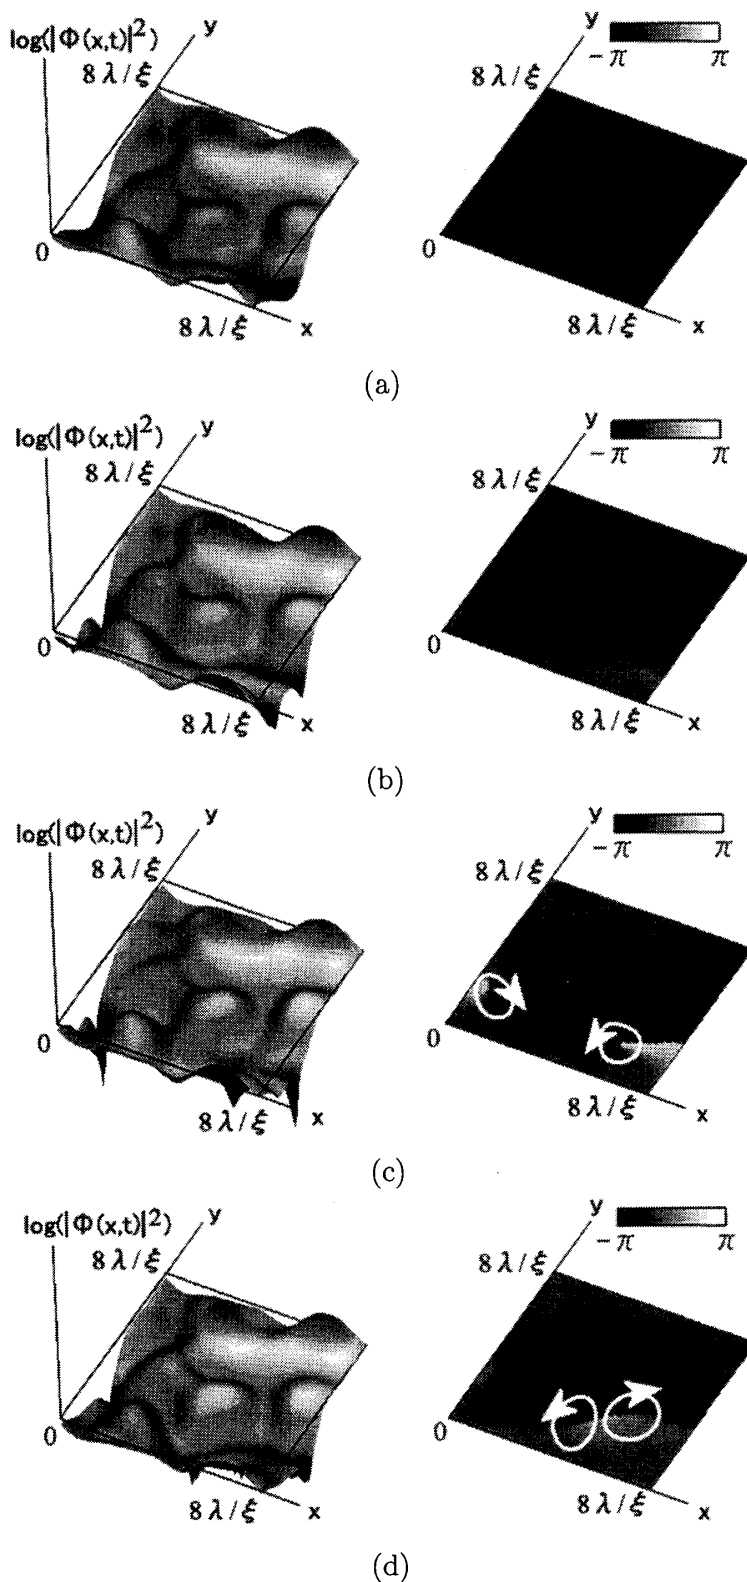 log(|Φ(x,t)|²)
y
8 λ/ξ
0
8 λ/ξ
x
y
-π π
8 λ/ξ
0
8 λ/ξ
x
(a)
log(|Φ(x,t)|²)
y
8 λ/ξ
0
8 λ/ξ
x
y
-π π
8 λ/ξ
0
8 λ/ξ
x
(b)
log(|Φ(x,t)|²)
y
8 λ/ξ
0
8 λ/ξ
x
y
-π π
8 λ/ξ
0
8 λ/ξ
x
(c)
log(|Φ(x,t)|²)
y
8 λ/ξ
0
8 λ/ξ
x
y
-π π
8 λ/ξ
0
8 λ/ξ
x
(d)